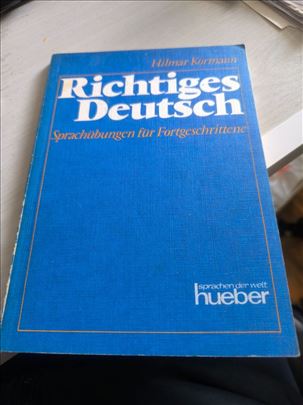 Hilmar Kormann
Richtiges
Deutsch
Sprachübungen für Fortgeschrittene
sprachen der welt
hueber